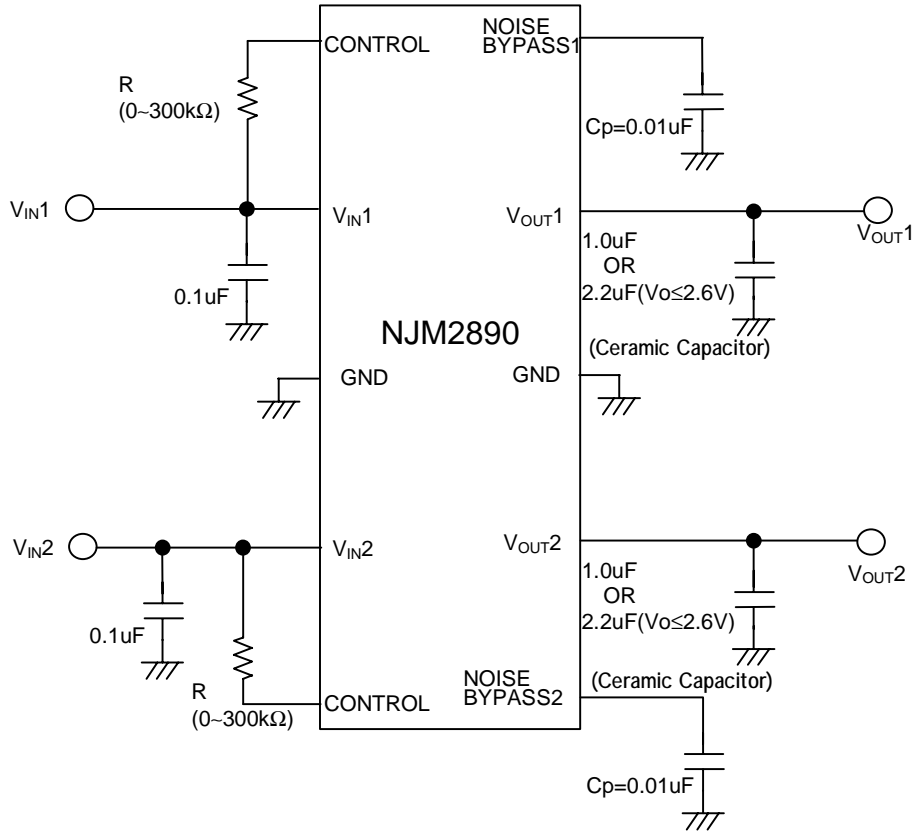 CONTROL
NOISE
BYPASS1
R
(0~300kΩ)
Cp=0.01uF
VIN1
VIN1
VOUT1
VOUT1
0.1uF
1.0uF
OR
2.2uF(Vo≤2.6V)
(Ceramic Capacitor)
NJM2890
GND
GND
VIN2
VIN2
VOUT2
VOUT2
0.1uF
1.0uF
OR
2.2uF(Vo≤2.6V)
(Ceramic Capacitor)
R
(0~300kΩ)
CONTROL
NOISE
BYPASS2
Cp=0.01uF